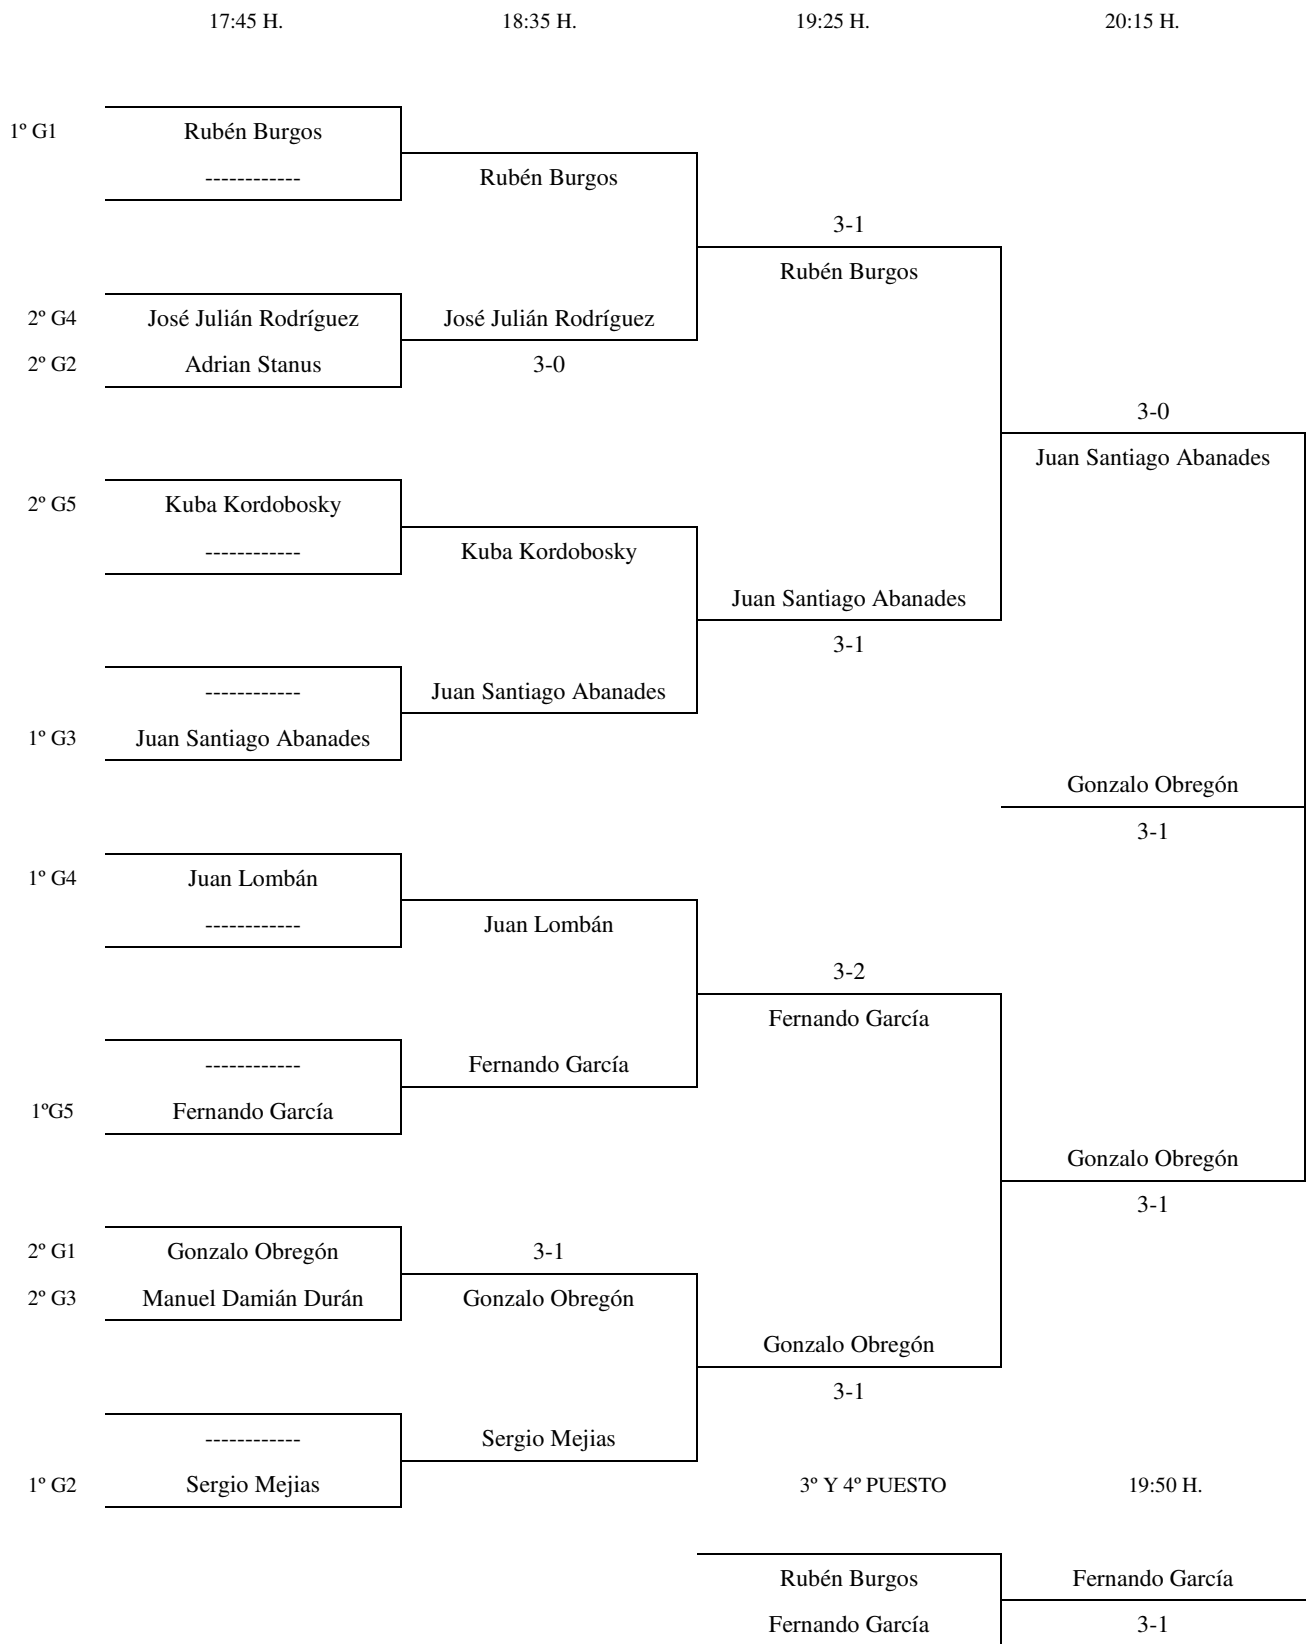 17:45 H. 18:35 H. 19:25 H. 20:15 H.
1º G1 Rubén Burgos
------------ Rubén Burgos
3-1
Rubén Burgos
2º G4 José Julián Rodríguez José Julián Rodríguez
2º G2 Adrian Stanus 3-0
3-0
Juan Santiago Abanades
2º G5 Kuba Kordobosky
------------ Kuba Kordobosky
Juan Santiago Abanades
3-1
------------ Juan Santiago Abanades
1º G3 Juan Santiago Abanades
Gonzalo Obregón
3-1
1º G4 Juan Lombán
------------ Juan Lombán
3-2
Fernando García
------------ Fernando García
1ºG5 Fernando García
Gonzalo Obregón
3-1
2º G1 Gonzalo Obregón 3-1
2º G3 Manuel Damián Durán Gonzalo Obregón
Gonzalo Obregón
3-1
------------ Sergio Mejias
1º G2 Sergio Mejias 3º Y 4º PUESTO 19:50 H.
Rubén Burgos Fernando García
Fernando García 3-1